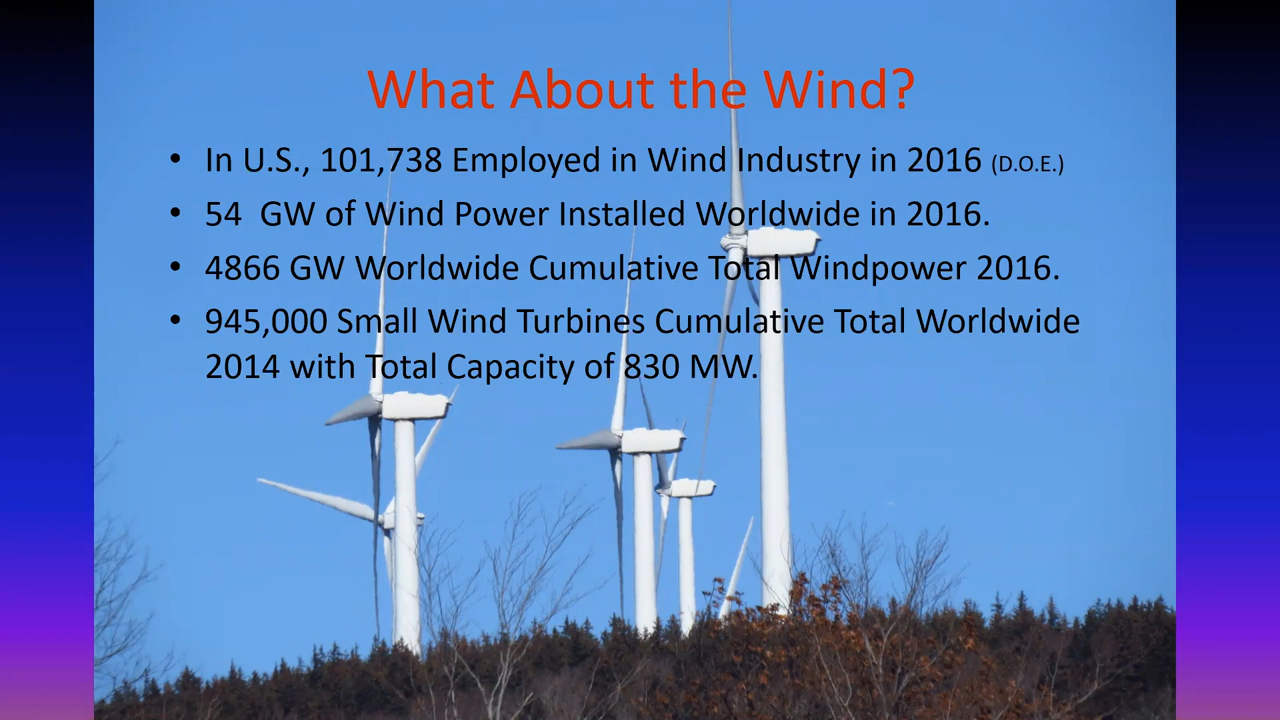 What About the Wind?
• In U.S., 101,738 Employed in Wind Industry in 2016 (D.O.E.)
• 54  GW of Wind Power Installed Worldwide in 2016.
• 4866 GW Worldwide Cumulative Total Windpower 2016.
• 945,000 Small Wind Turbines Cumulative Total Worldwide
2014 with Total Capacity of 830 MW.